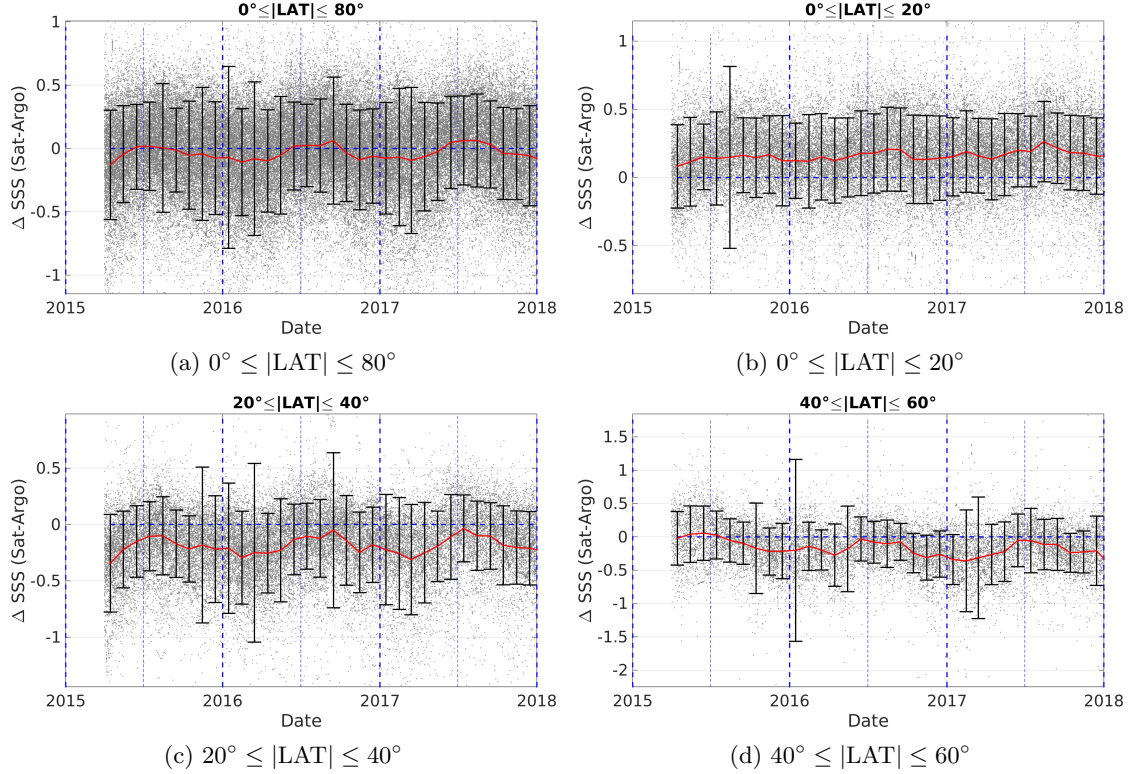 0°≤|LAT|≤ 80°
Δ SSS (Sat-Argo)
1
0.5
0
-0.5
-1
2015 2016 2017 2018
Date
(a) 0° ≤ |LAT| ≤ 80°
0°≤|LAT|≤ 20°
Δ SSS (Sat-Argo)
1
0.5
0
-0.5
2015 2016 2017 2018
Date
(b) 0° ≤ |LAT| ≤ 20°
20°≤|LAT|≤ 40°
Δ SSS (Sat-Argo)
0.5
0
-0.5
-1
2015 2016 2017 2018
Date
(c) 20° ≤ |LAT| ≤ 40°
40°≤|LAT|≤ 60°
Δ SSS (Sat-Argo)
1.5
1
0.5
0
-0.5
-1
-1.5
-2
2015 2016 2017 2018
Date
(d) 40° ≤ |LAT| ≤ 60°